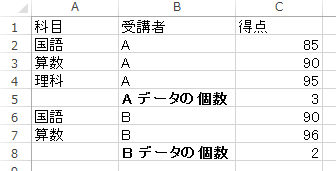 A B C
1 科目 受講者 得点
2 国語 A 85
3 算数 A 90
4 理科 A 95
5 A データの個数 3
6 国語 B 90
7 算数 B 96
8 B データの個数 2